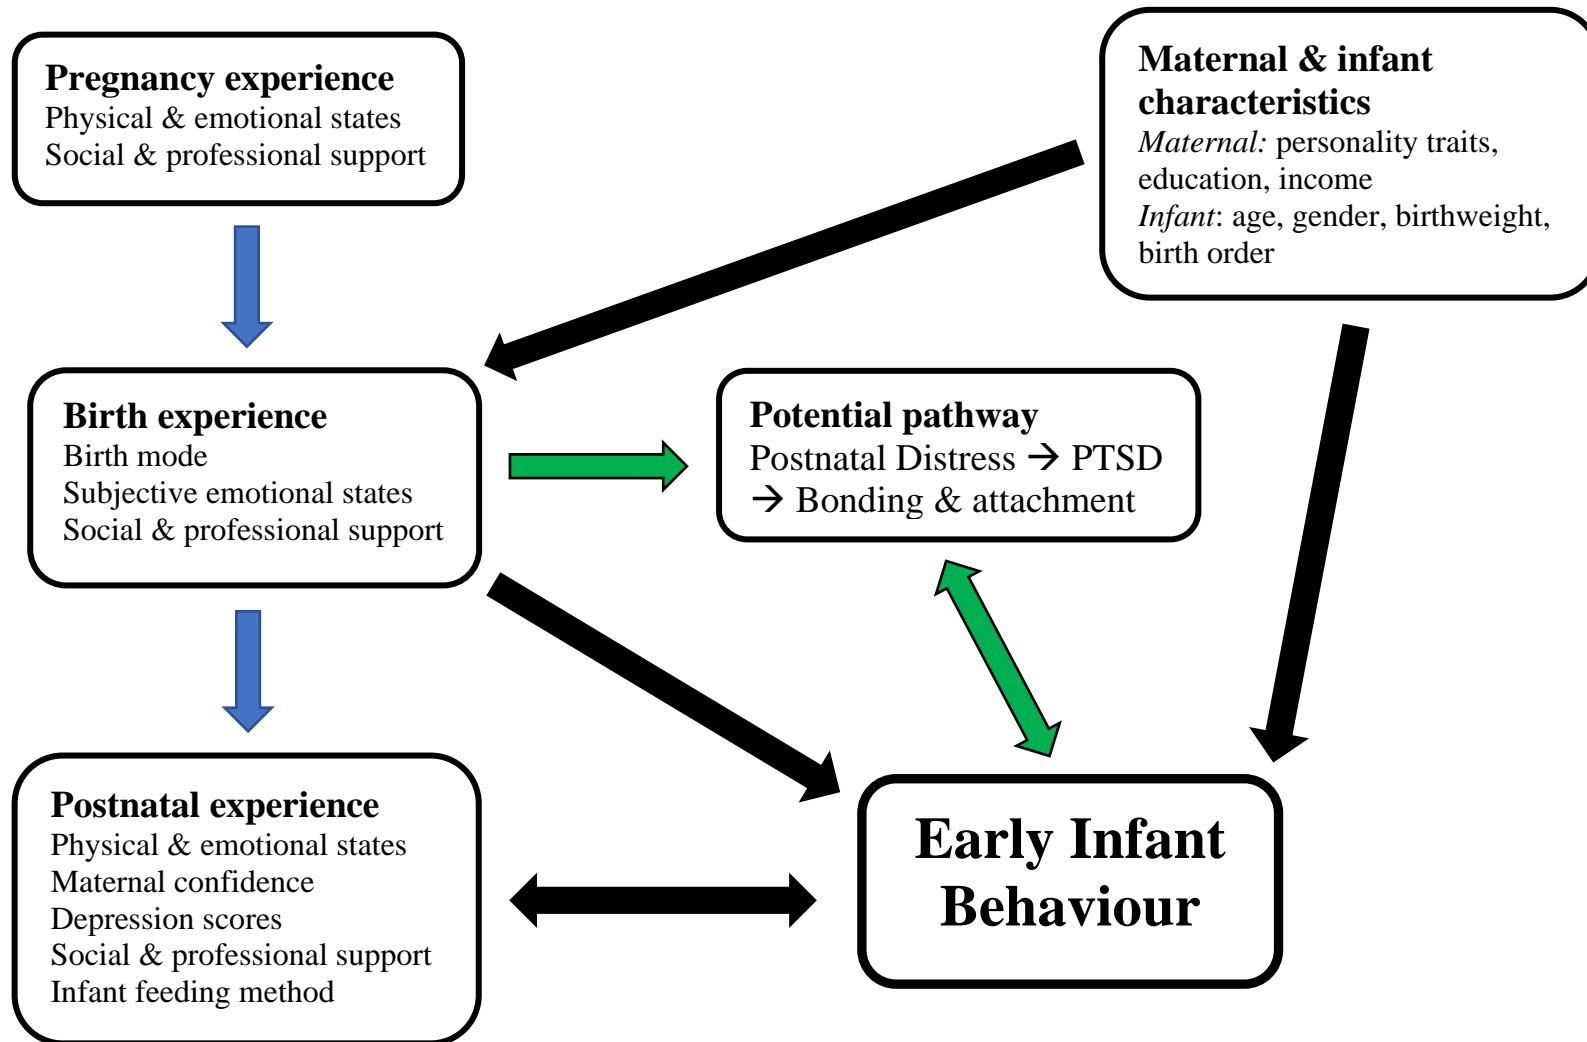 Pregnancy experience
Physical & emotional states
Social & professional support
Maternal & infant
characteristics
Maternal: personality traits,
education, income
Infant: age, gender, birthweight,
birth order
Birth experience
Birth mode
Subjective emotional states
Social & professional support
Potential pathway
Postnatal Distress → PTSD
→ Bonding & attachment
Postnatal experience
Physical & emotional states
Maternal confidence
Depression scores
Social & professional support
Infant feeding method
Early Infant
Behaviour